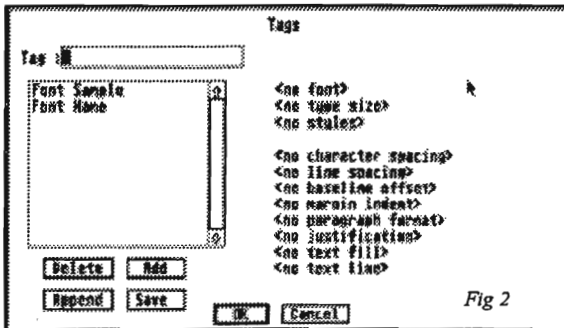 Tags
Tag :
Font Sample
Font Name
<no font>
<no type size>
<no styles>
<no character spacing>
<no line spacing>
<no baseline offset>
<no margin indent>
<no paragraph format>
<no justification>
<no text fill>
<no text line>
Delete Add
Append Save
OK Cancel
Fig 2